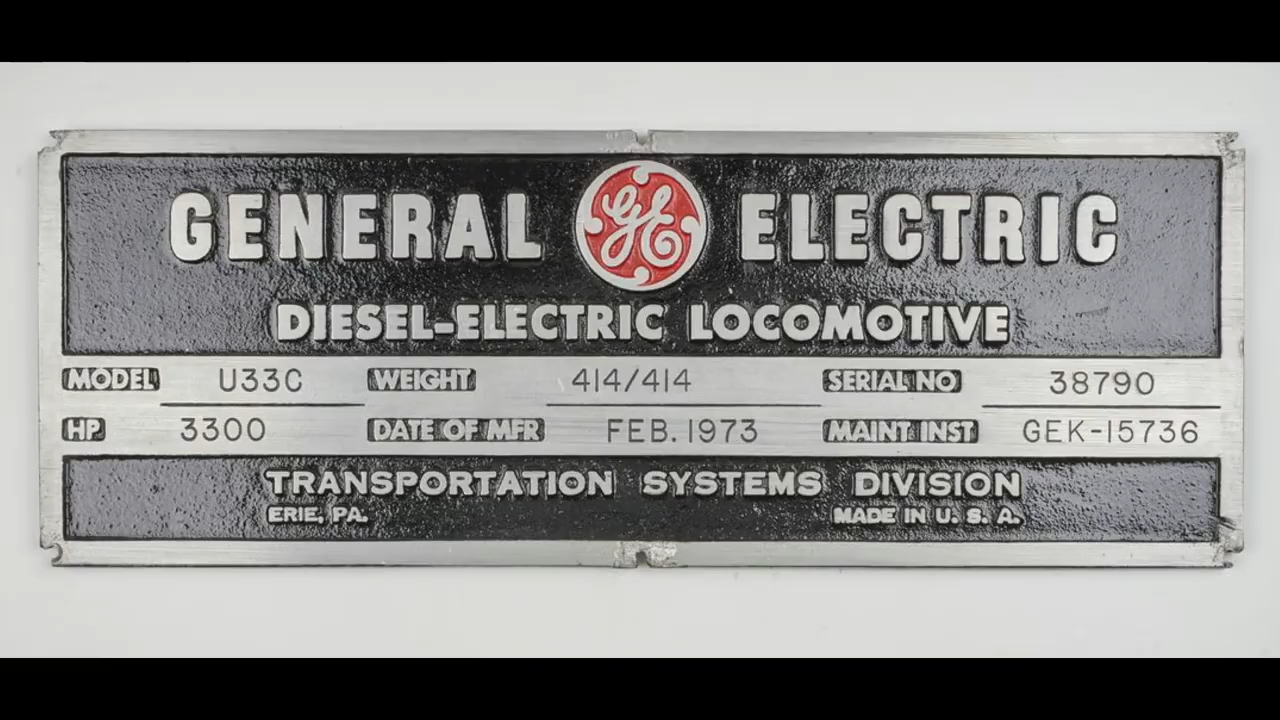 GENERAL GE ELECTRIC
DIESEL-ELECTRIC LOCOMOTIVE
MODEL U33C WEIGHT 414/414 SERIAL NO 38790
HP 3300 DATE OF MFR FEB. 1973 MAINT INST GEK-15736
TRANSPORTATION SYSTEMS DIVISION
ERIE, PA. MADE IN U. S. A.